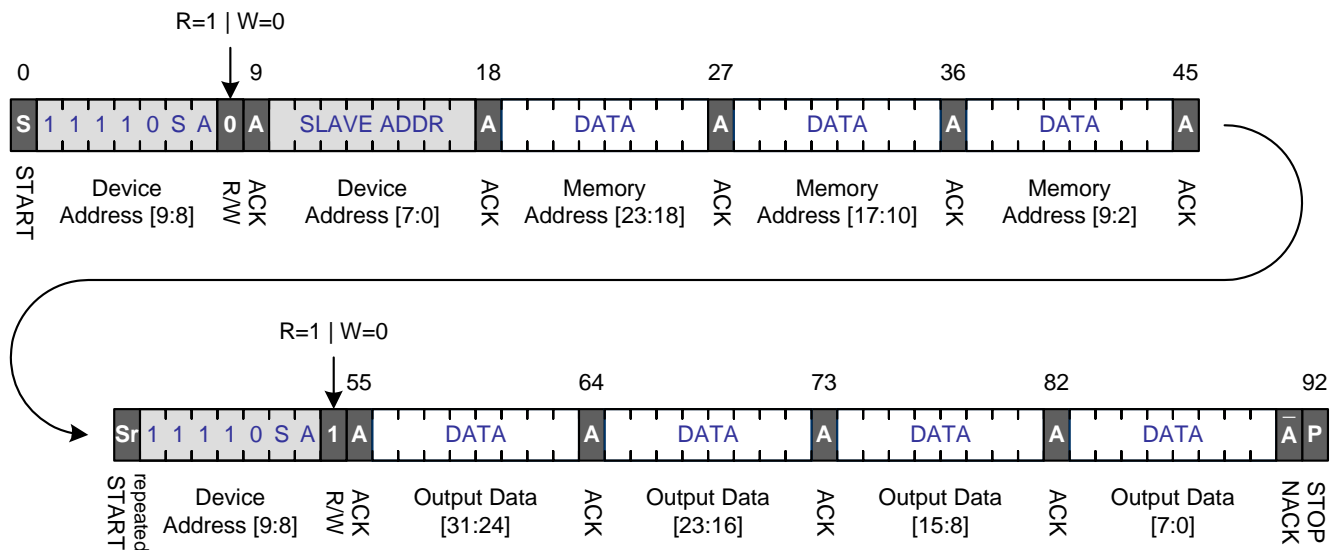 R=1 | W=0
0 9 18 27 36 45
S 1 1 1 1 0 S A 0 A SLAVE ADDR A DATA A DATA A DATA A
START Device Address [9:8] R/W ACK Device Address [7:0] ACK Memory Address [23:18] ACK Memory Address [17:10] ACK Memory Address [9:2] ACK
R=1 | W=0
55 64 73 82 92
Sr 1 1 1 1 0 S A 1 A DATA A DATA A DATA A DATA A̅ P
repeated START Device Address [9:8] R/W ACK Output Data [31:24] ACK Output Data [23:16] ACK Output Data [15:8] ACK Output Data [7:0] NACK STOP